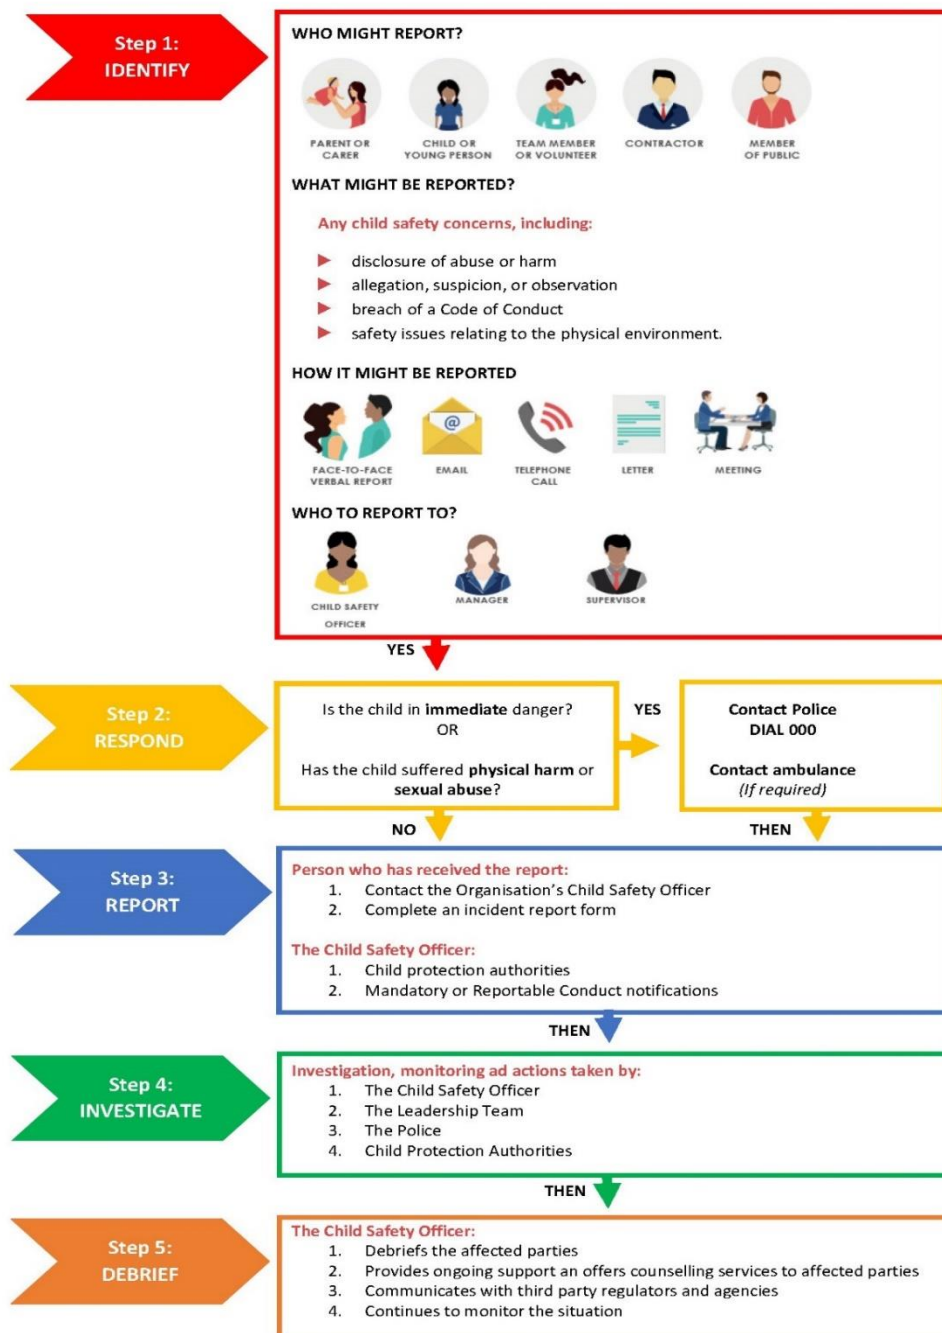 Step 1:
IDENTIFY
WHO MIGHT REPORT?
PARENT OR
CARER
CHILD OR
YOUNG PERSON
TEAM MEMBER
OR VOLUNTEER
CONTRACTOR
MEMBER
OF PUBLIC
WHAT MIGHT BE REPORTED?
Any child safety concerns, including:
► disclosure of abuse or harm
► allegation, suspicion, or observation
► breach of a Code of Conduct
► safety issues relating to the physical environment.
HOW IT MIGHT BE REPORTED
@
FACE-TO-FACE
VERBAL REPORT
EMAIL
TELEPHONE
CALL
LETTER
MEETING
WHO TO REPORT TO?
CHILD SAFETY
OFFICER
MANAGER
SUPERVISOR
YES
Step 2:
RESPOND
Is the child in immediate danger?
OR
Has the child suffered physical harm or
sexual abuse?
YES
Contact Police
DIAL 000
Contact ambulance
(If required)
NO
THEN
Step 3:
REPORT
Person who has received the report:
1. Contact the Organisation’s Child Safety Officer
2. Complete an incident report form
The Child Safety Officer:
1. Child protection authorities
2. Mandatory or Reportable Conduct notifications
THEN
Step 4:
INVESTIGATE
Investigation, monitoring ad actions taken by:
1. The Child Safety Officer
2. The Leadership Team
3. The Police
4. Child Protection Authorities
THEN
Step 5:
DEBRIEF
The Child Safety Officer:
1. Debriefs the affected parties
2. Provides ongoing support an offers counselling services to affected parties
3. Communicates with third party regulators and agencies
4. Continues to monitor the situation